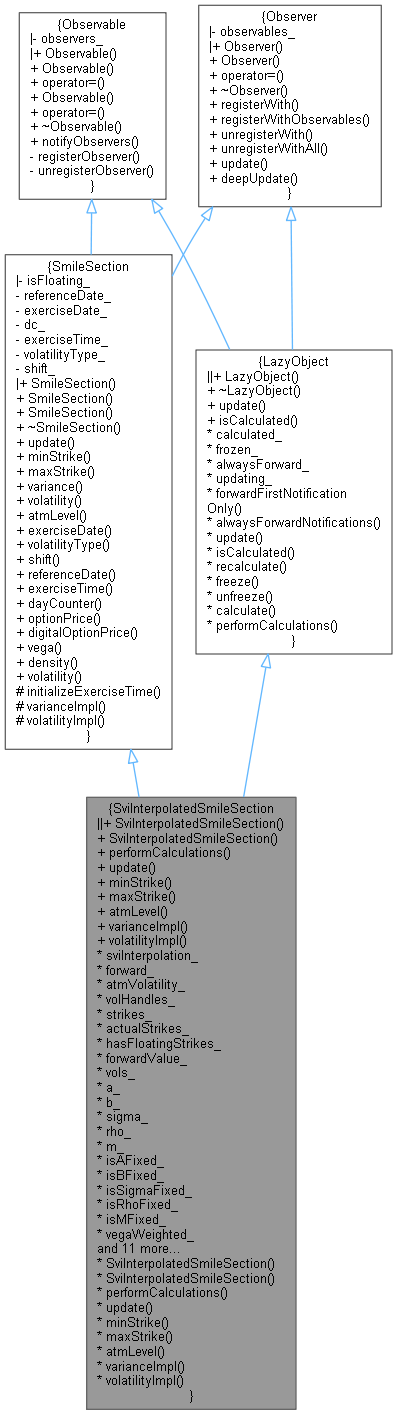 {Observable
|- observers_
|+ Observable()
+ Observable()
+ operator=()
+ Observable()
+ operator=()
+ ~Observable()
+ notifyObservers()
- registerObserver()
- unregisterObserver()
}
{Observer
|- observables_
|+ Observer()
+ Observer()
+ operator=()
+ ~Observer()
+ registerWith()
+ registerWithObservables()
+ unregisterWith()
+ unregisterWithAll()
+ update()
+ deepUpdate()
}
{SmileSection
|- isFloating_
- referenceDate_
- exerciseDate_
- dc_
- exerciseTime_
- volatilityType_
- shift_
|+ SmileSection()
+ SmileSection()
+ SmileSection()
+ ~SmileSection()
+ update()
+ minStrike()
+ maxStrike()
+ variance()
+ volatility()
+ atmLevel()
+ exerciseDate()
+ volatilityType()
+ shift()
+ referenceDate()
+ exerciseTime()
+ dayCounter()
+ optionPrice()
+ digitalOptionPrice()
+ vega()
+ density()
+ volatility()
# initializeExerciseTime()
# varianceImpl()
# volatilityImpl()
}
{LazyObject
||+ LazyObject()
+ ~LazyObject()
+ update()
+ isCalculated()
* calculated_
* frozen_
* alwaysForward_
* updating_
* forwardFirstNotification
Only()
* alwaysForwardNotifications()
* update()
* isCalculated()
* recalculate()
* freeze()
* unfreeze()
* calculate()
* performCalculations()
}
{SviInterpolatedSmileSection
||+ SviInterpolatedSmileSection()
+ SviInterpolatedSmileSection()
+ performCalculations()
+ update()
+ minStrike()
+ maxStrike()
+ atmLevel()
+ varianceImpl()
+ volatilityImpl()
* sviInterpolation_
* forward_
* atmVolatility_
* volHandles_
* strikes_
* actualStrikes_
* hasFloatingStrikes_
* forwardValue_
* vols_
* a_
* b_
* sigma_
* rho_
* m_
* isAFixed_
* isBFixed_
* isSigmaFixed_
* isRhoFixed_
* isMFixed_
* vegaWeighted_
and 11 more...
* SviInterpolatedSmileSection()
* SviInterpolatedSmileSection()
* performCalculations()
* update()
* minStrike()
* maxStrike()
* atmLevel()
* varianceImpl()
* volatilityImpl()
}